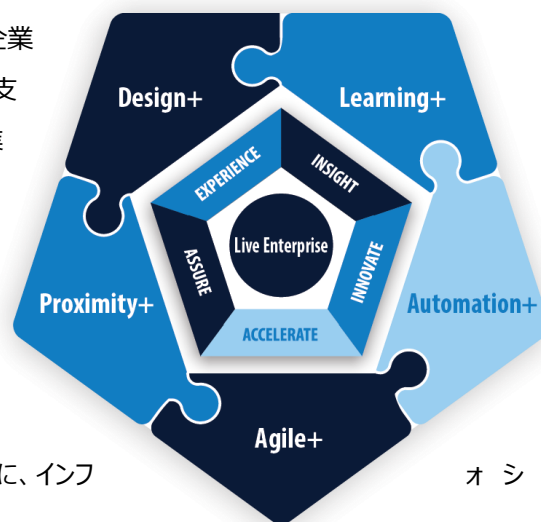 企業
支
Design+
Learning+
EXPERIENCE
INSIGHT
ASSURE
Live Enterprise
INNOVATE
Proximity+
Automation+
ACCELERATE
Agile+
に、インフ
オ シ